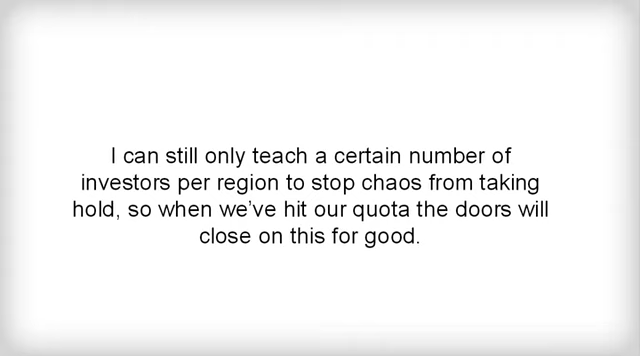 I can still only teach a certain number of
investors per region to stop chaos from taking
hold, so when we've hit our quota the doors will
close on this for good.